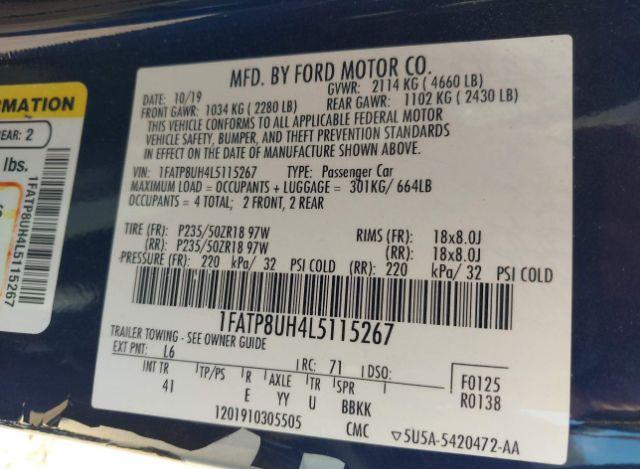 ORMATION
REAR: 2
lbs.
1FATP8UH4L5115267
MFD. BY FORD MOTOR CO.
DATE: 10/19 GVWR: 2114 KG ( 4660 LB)
FRONT GAWR: 1034 KG ( 2280 LB) REAR GAWR: 1102 KG ( 2430 LB)
THIS VEHICLE CONFORMS TO ALL APPLICABLE FEDERAL MOTOR
VEHICLE SAFETY, BUMPER, AND THEFT PREVENTION STANDARDS
IN EFFECT ON THE DATE OF MANUFACTURE SHOWN ABOVE.
VIN: 1FATP8UH4L5115267 TYPE: Passenger Car
MAXIMUM LOAD = OCCUPANTS + LUGGAGE = 301KG/ 664LB
OCCUPANTS = 4 TOTAL; 2 FRONT, 2 REAR
TIRE (FR): P235/50ZR18 97W RIMS (FR): 18x8.0J
(RR): P235/50ZR18 97W (RR): 18x8.0J
PRESSURE (FR): 220 kPa/ 32 PSI COLD (RR): 220 kPa/ 32 PSI COLD
1FATP8UH4L5115267
TRAILER TOWING - SEE OWNER GUIDE
EXT PNT: L6 RC: 71 DSO: F0125
INT TR TP/PS R AXLE TR SPR R0138
41 E YY U BBKK
1201910305505 CMC ▽5U5A-5420472-AA